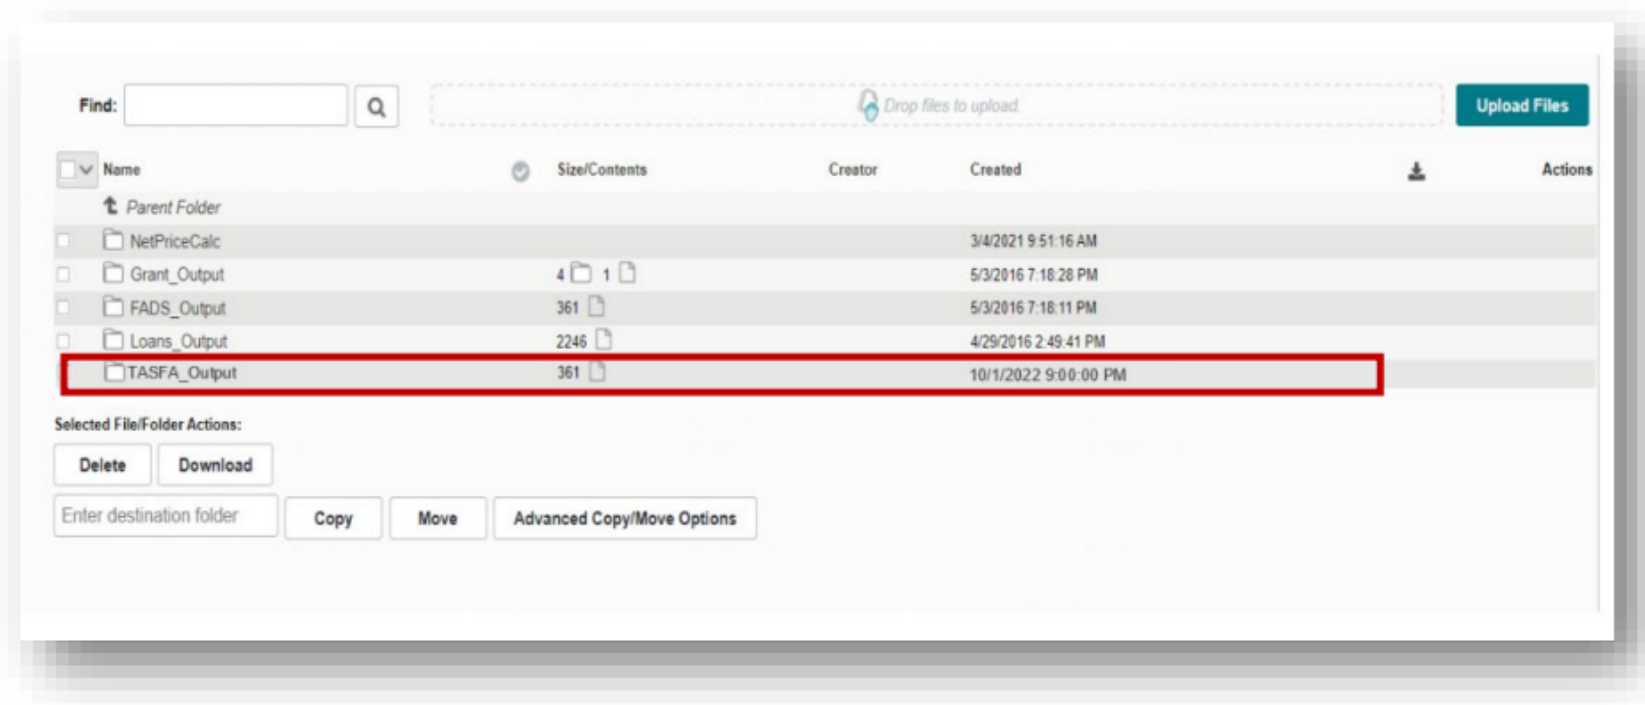 Find: Drop files to upload. Upload Files
Name Size/Contents Creator Created Actions
Parent Folder
NetPriceCalc 3/4/2021 9:51:16 AM
Grant_Output 4 1 5/3/2016 7:18:28 PM
FADS_Output 361 5/3/2016 7:18:11 PM
Loans_Output 2246 4/29/2016 2:49:41 PM
TASFA_Output 361 10/1/2022 9:00:00 PM
Selected File/Folder Actions:
Delete Download
Enter destination folder Copy Move Advanced Copy/Move Options